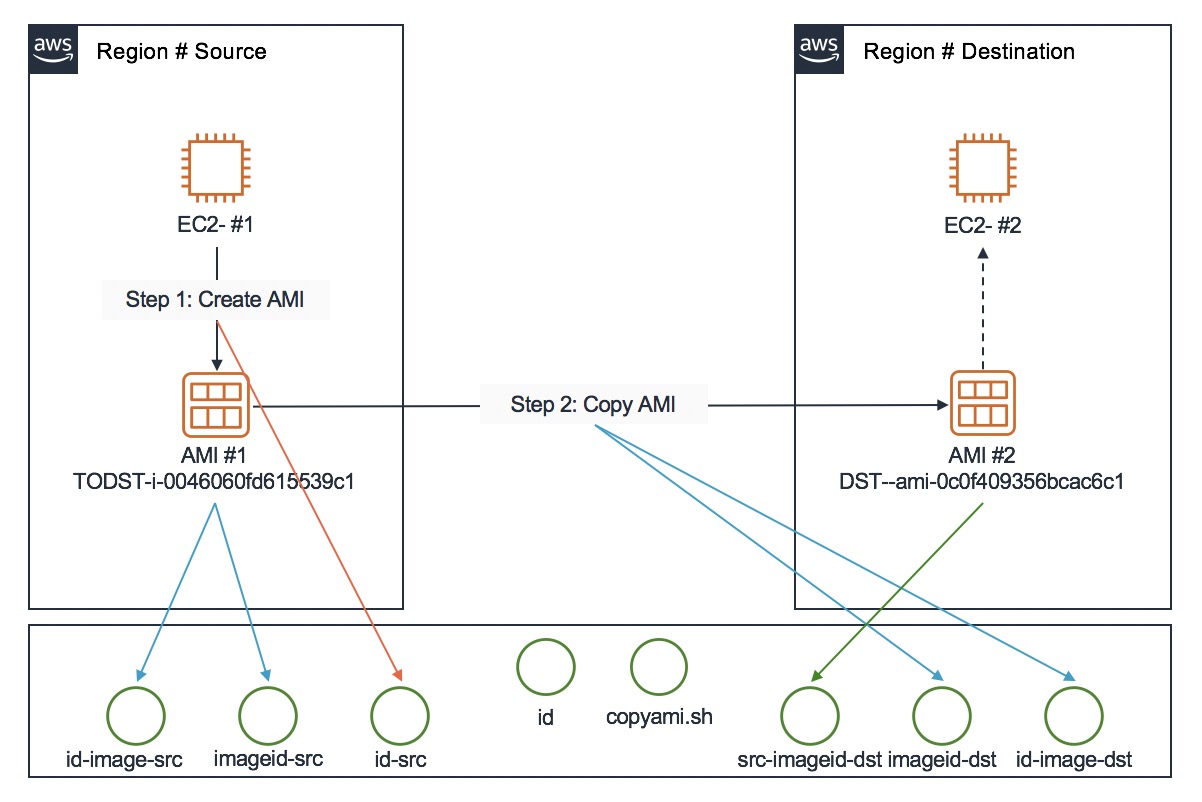 aws
Region # Source
aws
Region # Destination
EC2- #1
EC2- #2
Step 1: Create AMI
Step 2: Copy AMI
AMI #1
TODST-i-0046060fd615539c1
AMI #2
DST--ami-0c0f409356bcac6c1
id
copyami.sh
id-image-src
imageid-src
id-src
src-imageid-dst
imageid-dst
id-image-dst